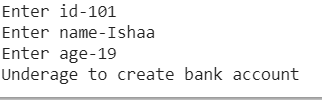 Enter id-101
Enter name-Ishaa
Enter age-19
Underage to create bank account